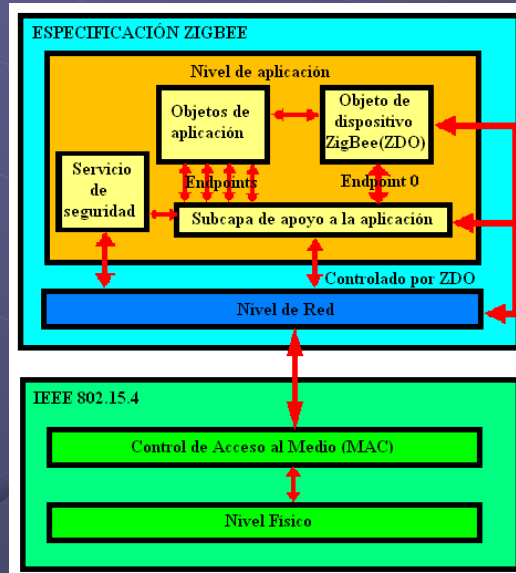 ESPECIFICACIÓN ZIGBEE
Nivel de aplicación
Objetos de
aplicación
Objeto de
dispositivo
ZigBee(ZDO)
Servicio
de
seguridad
Endpoints
Endpoint 0
Subcapa de apoyo a la aplicación
Controlado por ZDO
Nivel de Red
IEEE 802.15.4
Control de Acceso al Medio (MAC)
Nivel Físico